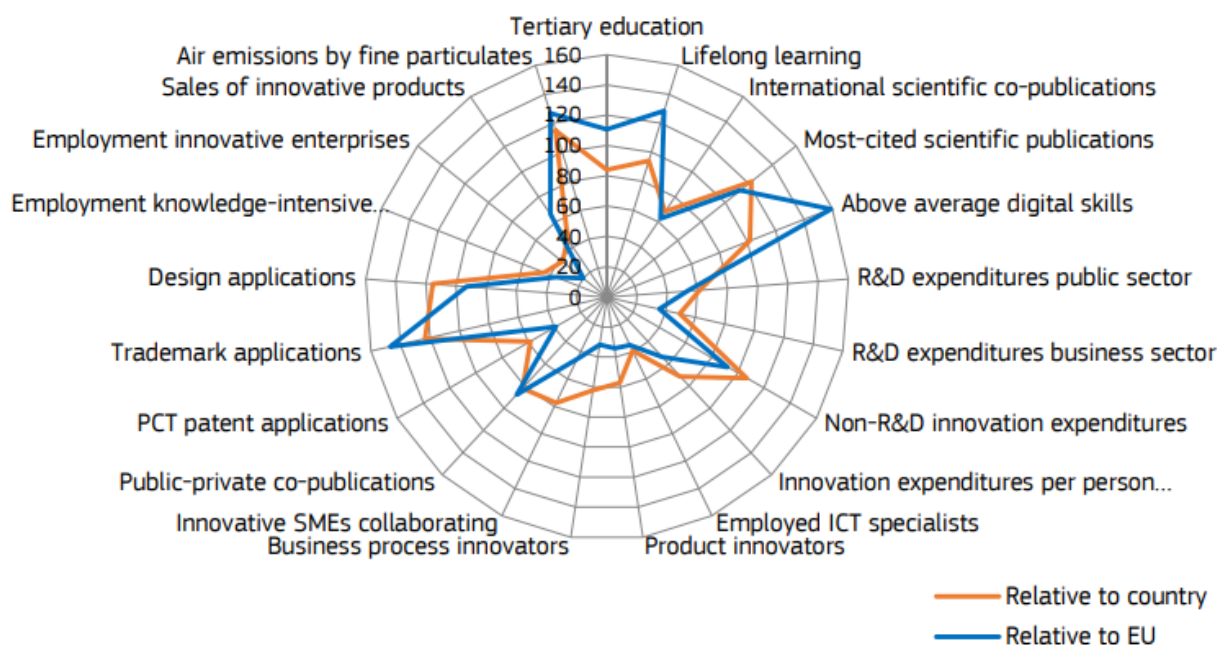 Tertiary education
Air emissions by fine particulates
160
Lifelong learning
Sales of innovative products
140
International scientific co-publications
120
Employment innovative enterprises
100
Most-cited scientific publications
80
Employment knowledge-intensive...
60
Above average digital skills
40
Design applications
20
R&D expenditures public sector
0
Trademark applications
R&D expenditures business sector
PCT patent applications
Non-R&D innovation expenditures
Public-private co-publications
Innovation expenditures per person...
Innovative SMEs collaborating
Employed ICT specialists
Business process innovators
Product innovators
Relative to country
Relative to EU